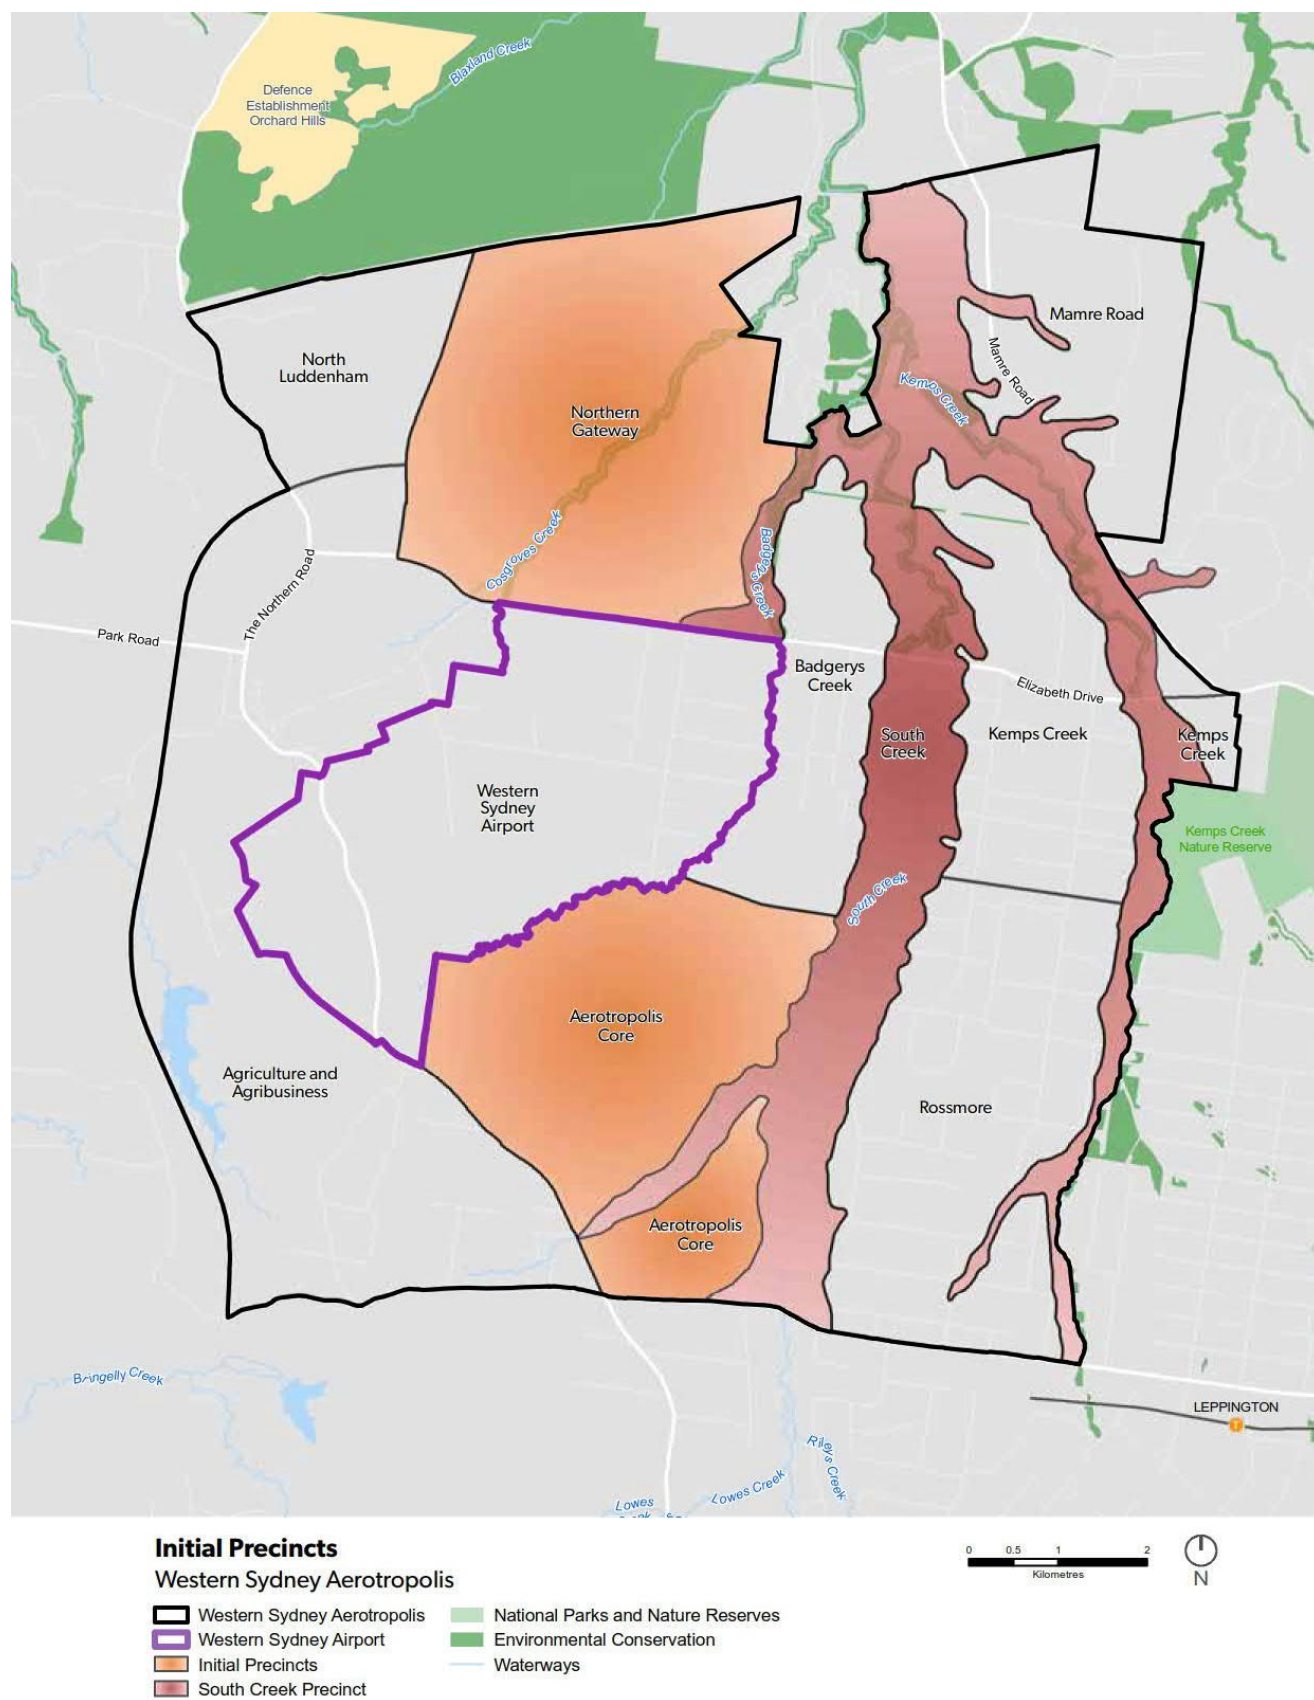 Blaxland Creek
Defence
Establishment
Orchard Hills
Mamre Road
North
Luddenham
Mamre Road
Kemps Creek
Northern
Gateway
Cosgroves Creek
Badgerys Creek
The Northern Road
Park Road
Badgerys
Creek
Elizabeth Drive
South
Creek
Kemps Creek
Kemps
Creek
Western
Sydney
Airport
Kemps Creek
Nature Reserve
South Creek
Aerotropolis
Core
Agriculture and
Agribusiness
Rossmore
Aerotropolis
Core
Bringelly Creek
LEPPINGTON
T
Rileys Creek
Lowes Creek
Lowes
Initial Precincts
Western Sydney Aerotropolis
0 0.5 1 2
Kilometres
N
Western Sydney Aerotropolis
Western Sydney Airport
Initial Precincts
South Creek Precinct
National Parks and Nature Reserves
Environmental Conservation
Waterways